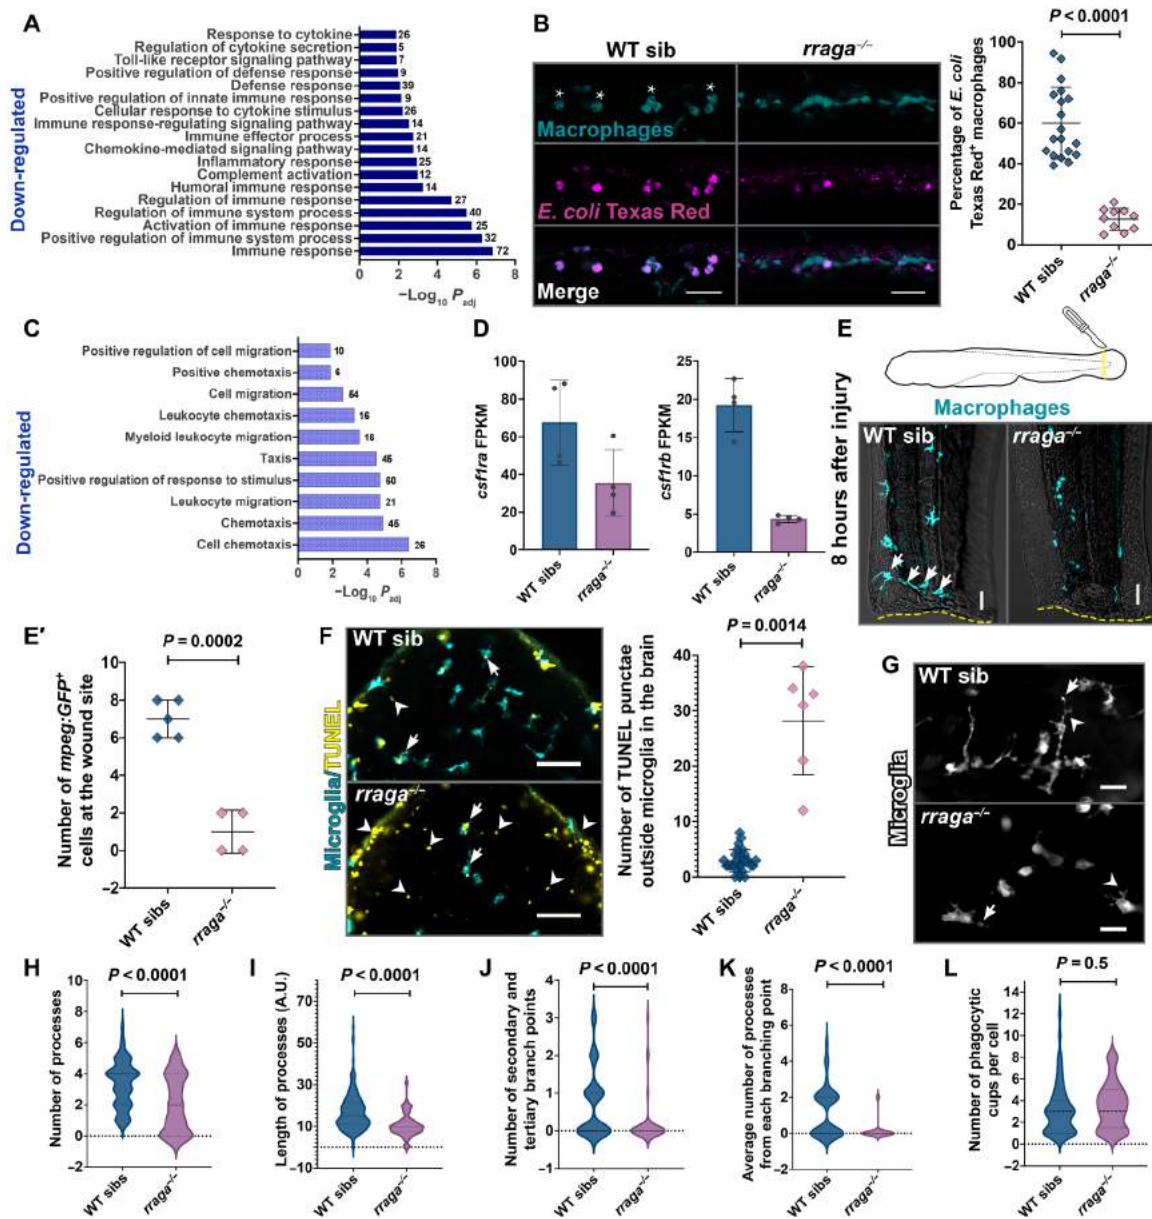 A
Down-regulated
Response to cytokine 26
Regulation of cytokine secretion 5
Toll-like receptor signaling pathway 7
Positive regulation of defense response 9
Defense response 39
Positive regulation of innate immune response 9
Cellular response to cytokine stimulus 26
Immune response-regulating signaling pathway 14
Immune effector process 21
Chemokine-mediated signaling pathway 14
Inflammatory response 25
Complement activation 12
Humoral immune response 14
Regulation of immune response 27
Regulation of immune system process 40
Activation of immune response 25
Positive regulation of immune system process 32
Immune response 72
0 2 4 6 8
−Log10 Padj
B
WT sib rraga−/−
* * * *
Macrophages
E. coli Texas Red
Merge
P < 0.0001
Percentage of E. coli
Texas Red+ macrophages
100
80
60
40
20
0
WT sibs rraga−/−
C
Down-regulated
Positive regulation of cell migration 10
Positive chemotaxis 6
Cell migration 54
Leukocyte chemotaxis 16
Myeloid leukocyte migration 16
Taxis 45
Positive regulation of response to stimulus 60
Leukocyte migration 21
Chemotaxis 45
Cell chemotaxis 26
0 2 4 6 8
−Log10 Padj
D
csf1ra FPKM
100
80
60
40
20
0
WT sibs rraga−/−
csf1rb FPKM
25
20
15
10
5
0
WT sibs rraga−/−
E
Macrophages
8 hours after injury
WT sib rraga−/−
E′
P = 0.0002
Number of mpeg:GFP+
cells at the wound site
10
8
6
4
2
0
−2
WT sibs rraga−/−
F
Microglia/TUNEL
WT sib
rraga−/−
P = 0.0014
Number of TUNEL punctae
outside microglia in the brain
40
30
20
10
0
WT sibs rraga−/−
G
Microglia
WT sib
rraga−/−
H
P < 0.0001
Number of processes
10
8
6
4
2
0
−2
WT sibs rraga−/−
I
P < 0.0001
Length of processes (A.U.)
70
50
30
10
−10
WT sibs rraga−/−
J
P < 0.0001
Number of secondary and
tertiary branch points
4
3
2
1
0
−1
WT sibs rraga−/−
K
P < 0.0001
Average number of processes
from each branching point
6
4
2
0
−2
WT sibs rraga−/−
L
P = 0.5
Number of phagocytic
cups per cell
14
12
10
8
6
4
2
0
−2
WT sibs rraga−/−